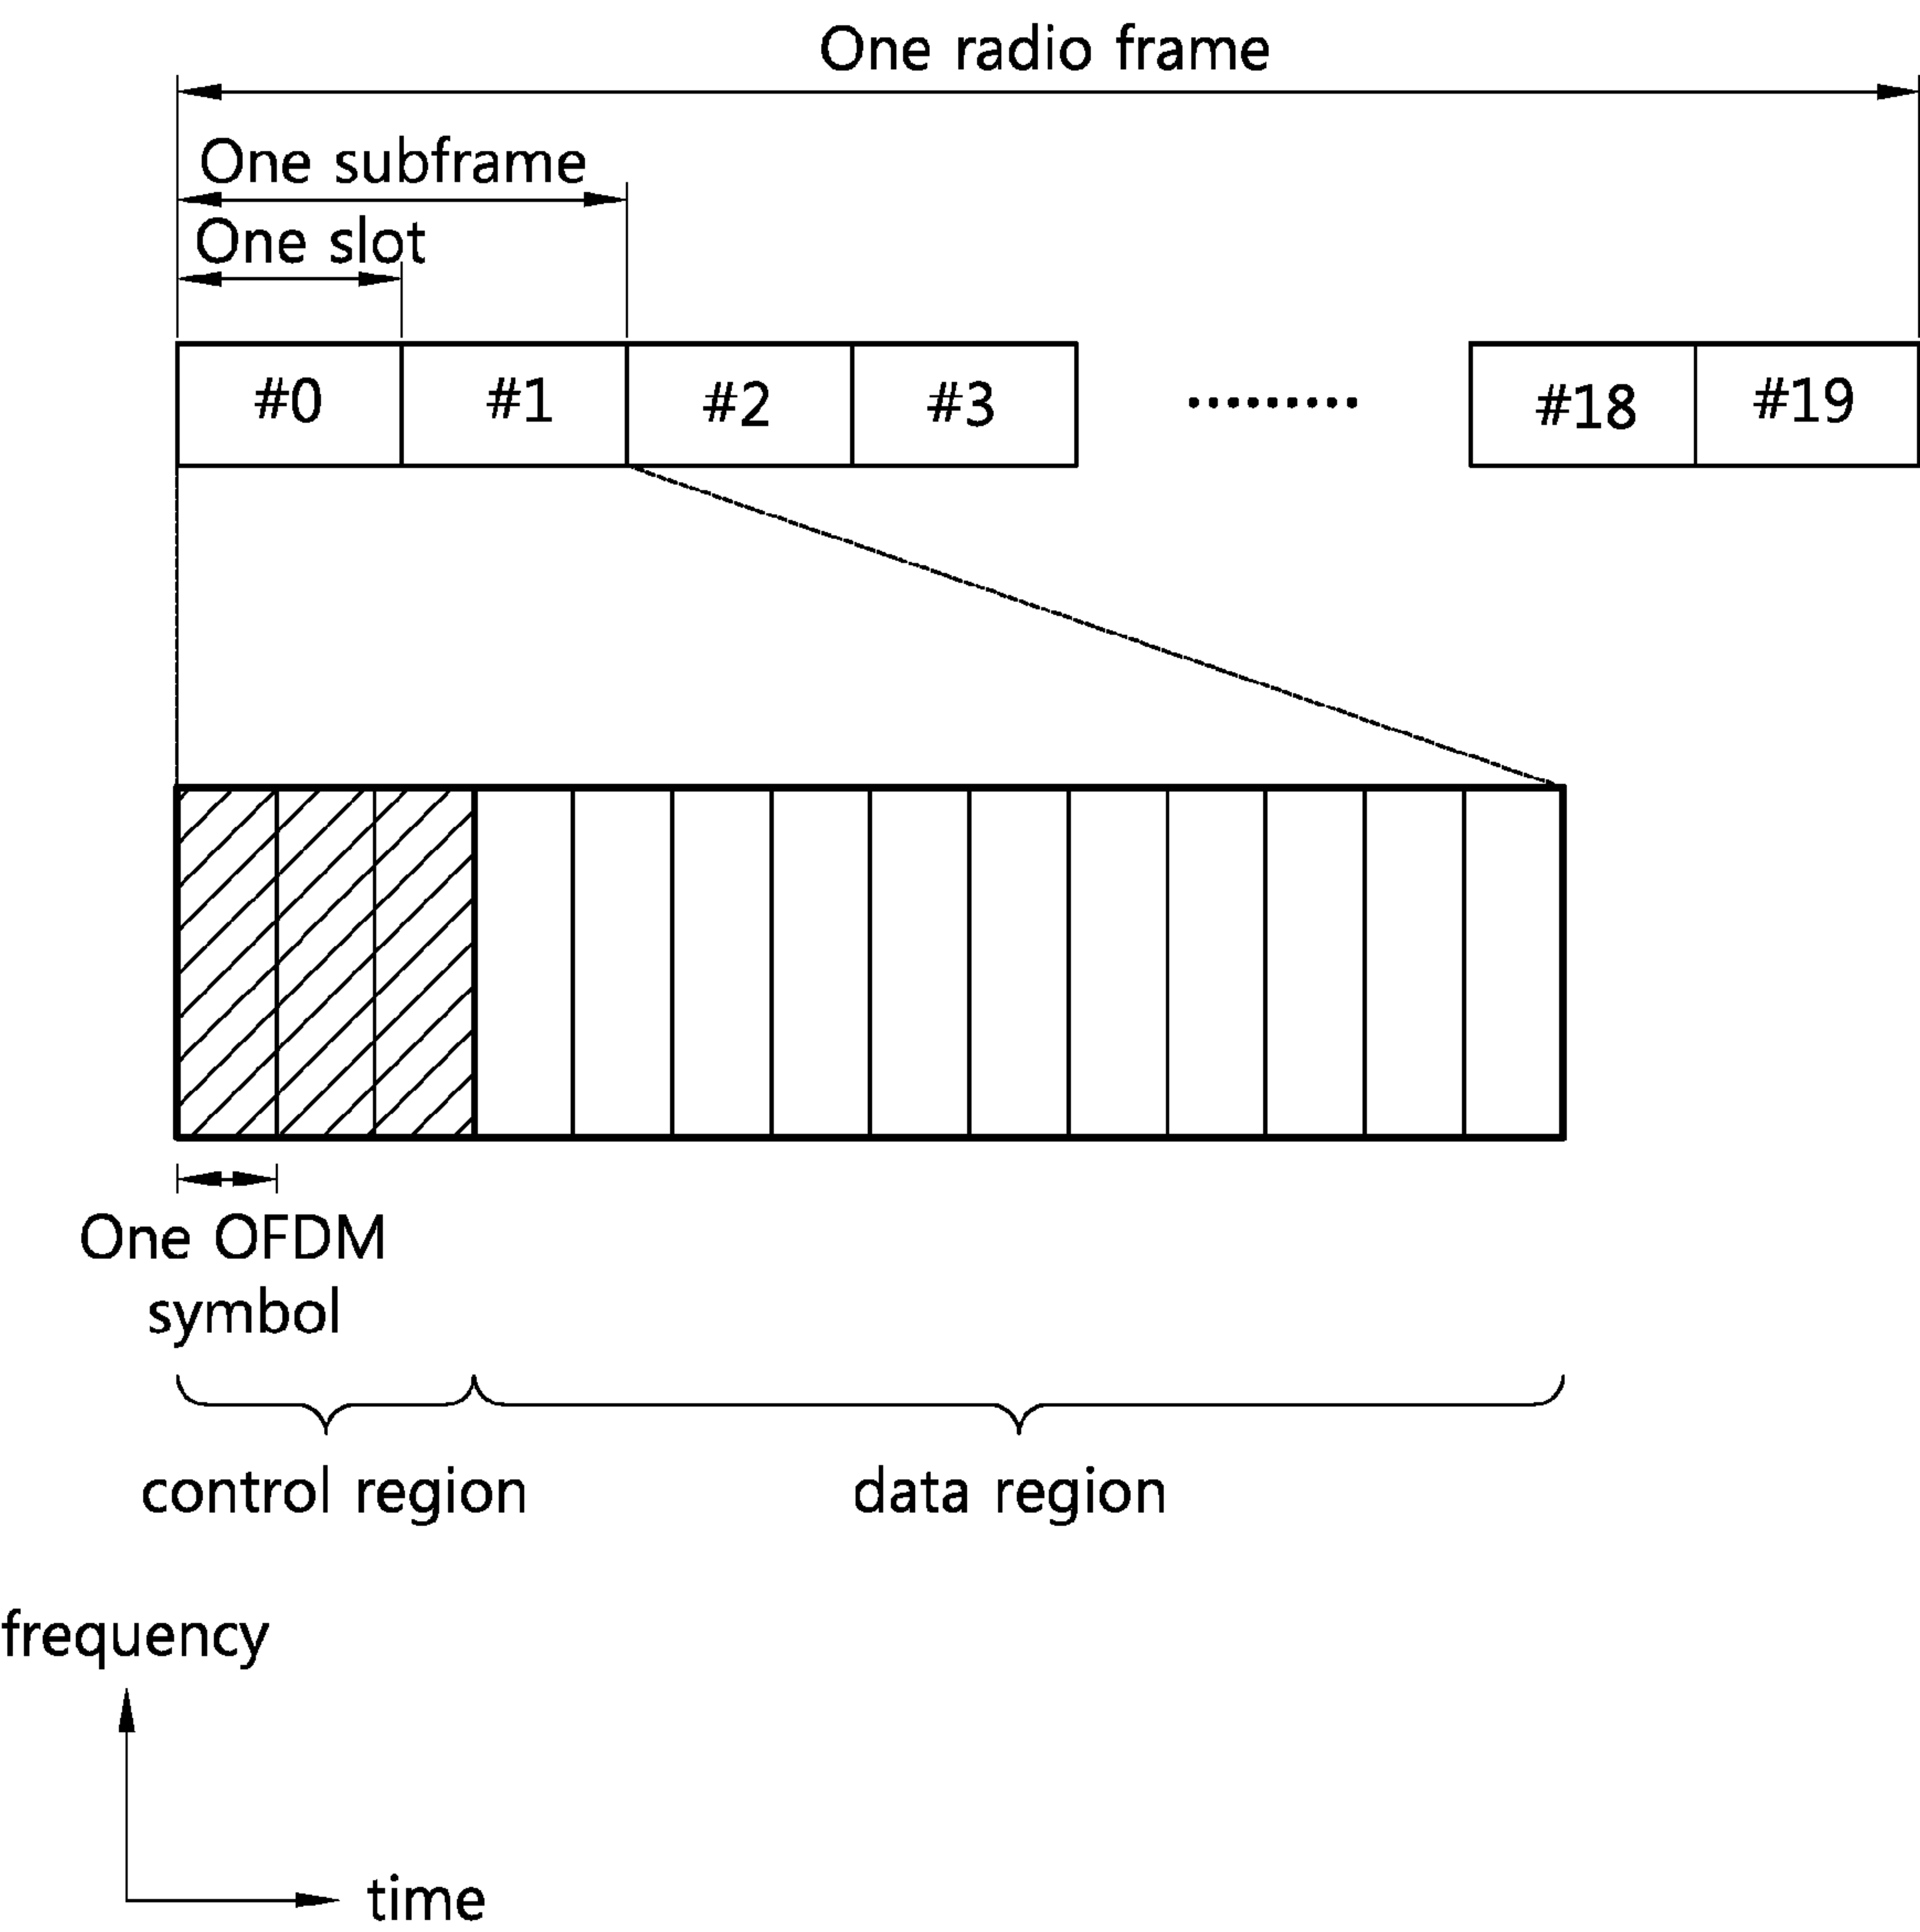 One radio frame
One subframe
One slot
#0 #1 #2 #3 ......... #18 #19
One OFDM
symbol
control region data region
frequency
time